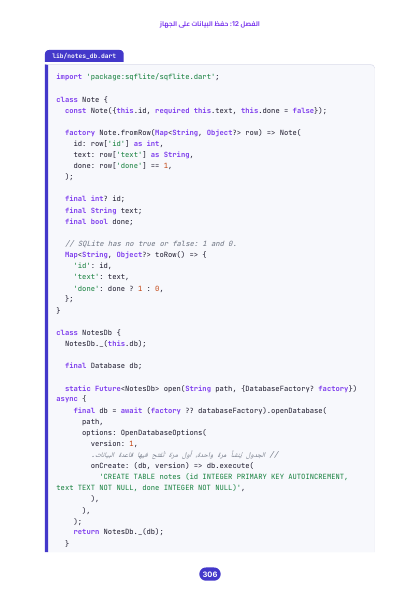 الفصل 12: حفظ البيانات على الجهاز
lib/notes_db.dart
import 'package:sqflite/sqflite.dart';
class Note {
const Note({this.id, required this.text, this.done = false});
factory Note.fromRow(Map<String, Object?> row) => Note(
id: row['id'] as int,
text: row['text'] as String,
done: row['done'] == 1,
);
final int? id;
final String text;
final bool done;
// SQLite has no true or false: 1 and 0.
Map<String, Object?> toRow() => {
'id': id,
'text': text,
'done': done ? 1 : 0,
};
}
class NotesDb {
NotesDb._(this.db);
final Database db;
static Future<NotesDb> open(String path, {DatabaseFactory? factory})
async {
final db = await (factory ?? databaseFactory).openDatabase(
path,
options: OpenDatabaseOptions(
version: 1,
// الجدول يُنشأ مرة واحدة، أول مرة تُفتح فيها قاعدة البيانات.
onCreate: (db, version) => db.execute(
'CREATE TABLE notes (id INTEGER PRIMARY KEY AUTOINCREMENT,
text TEXT NOT NULL, done INTEGER NOT NULL)',
),
),
);
return NotesDb._(db);
}
306